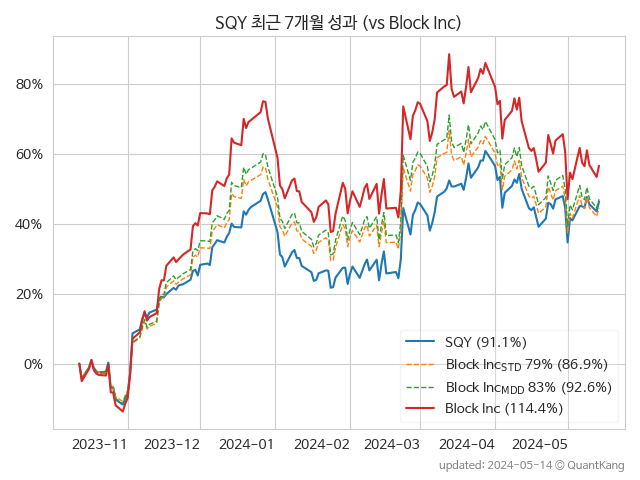 SQY 최근 7개월 성과 (vs Block Inc)
80%
60%
40%
20%
0%
SQY (91.1%)
Block IncSTD 79% (86.9%)
Block IncMDD 83% (92.6%)
Block Inc (114.4%)
2023-11 2023-12 2024-01 2024-02 2024-03 2024-04 2024-05
updated: 2024-05-14 © QuantKang